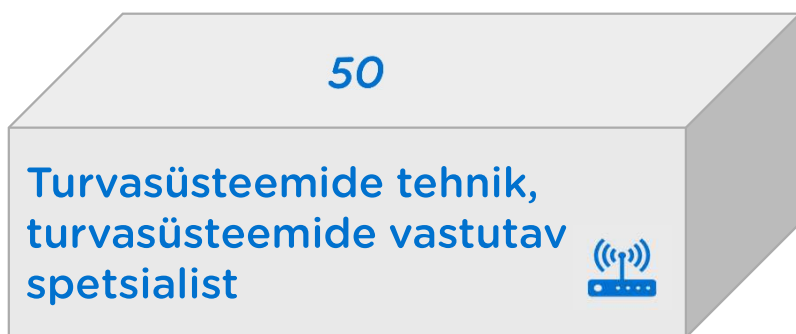 50
Turvasüsteemide tehnik,
turvasüsteemide vastutav
spetsialist